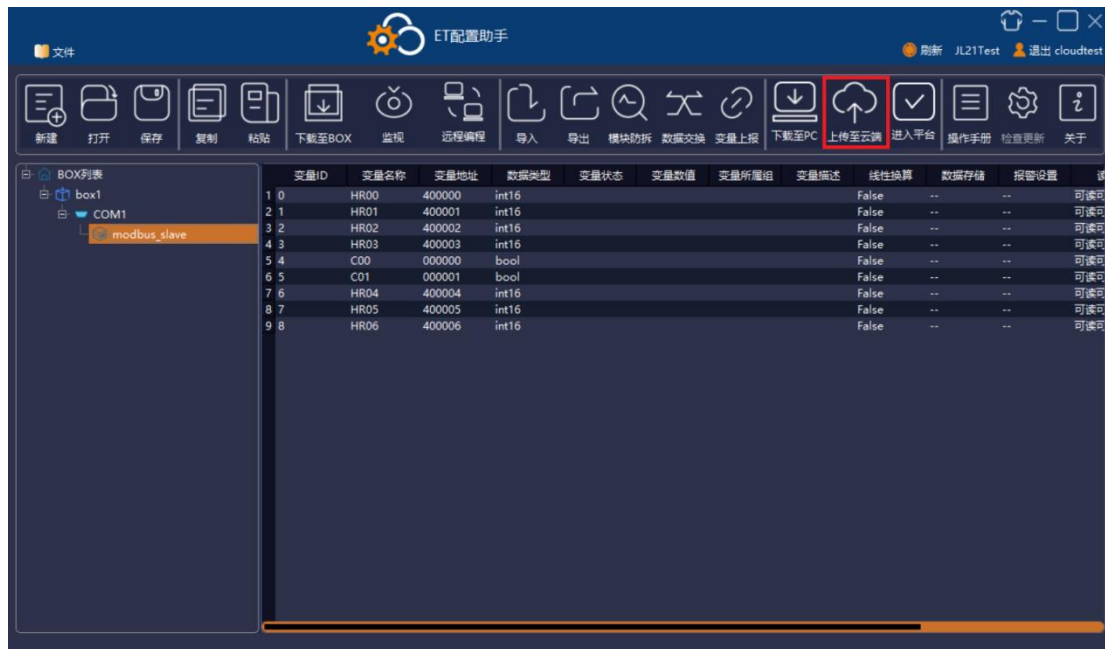 ET配置助手
文件
刷新 JL21Test 退出 cloudtest
新建 打开 保存 复制 粘贴 下载至BOX 监视 远程编程 导入 导出 模块防拆 数据交换 变量上报 下载至PC 上传至云端 进入平台 操作手册 检查更新 关于
BOX列表
box1
COM1
modbus_slave
变量ID 变量名称 变量地址 数据类型 变量状态 变量数值 变量所属组 变量描述 线性换算 数据存储 报警设置
1 0 HR00 400000 int16 False -- -- 可读可
2 1 HR01 400001 int16 False -- -- 可读可
3 2 HR02 400002 int16 False -- -- 可读可
4 3 HR03 400003 int16 False -- -- 可读可
5 4 C00 000000 bool False -- -- 可读可
6 5 C01 000001 bool False -- -- 可读可
7 6 HR04 400004 int16 False -- -- 可读可
8 7 HR05 400005 int16 False -- -- 可读可
9 8 HR06 400006 int16 False -- -- 可读可